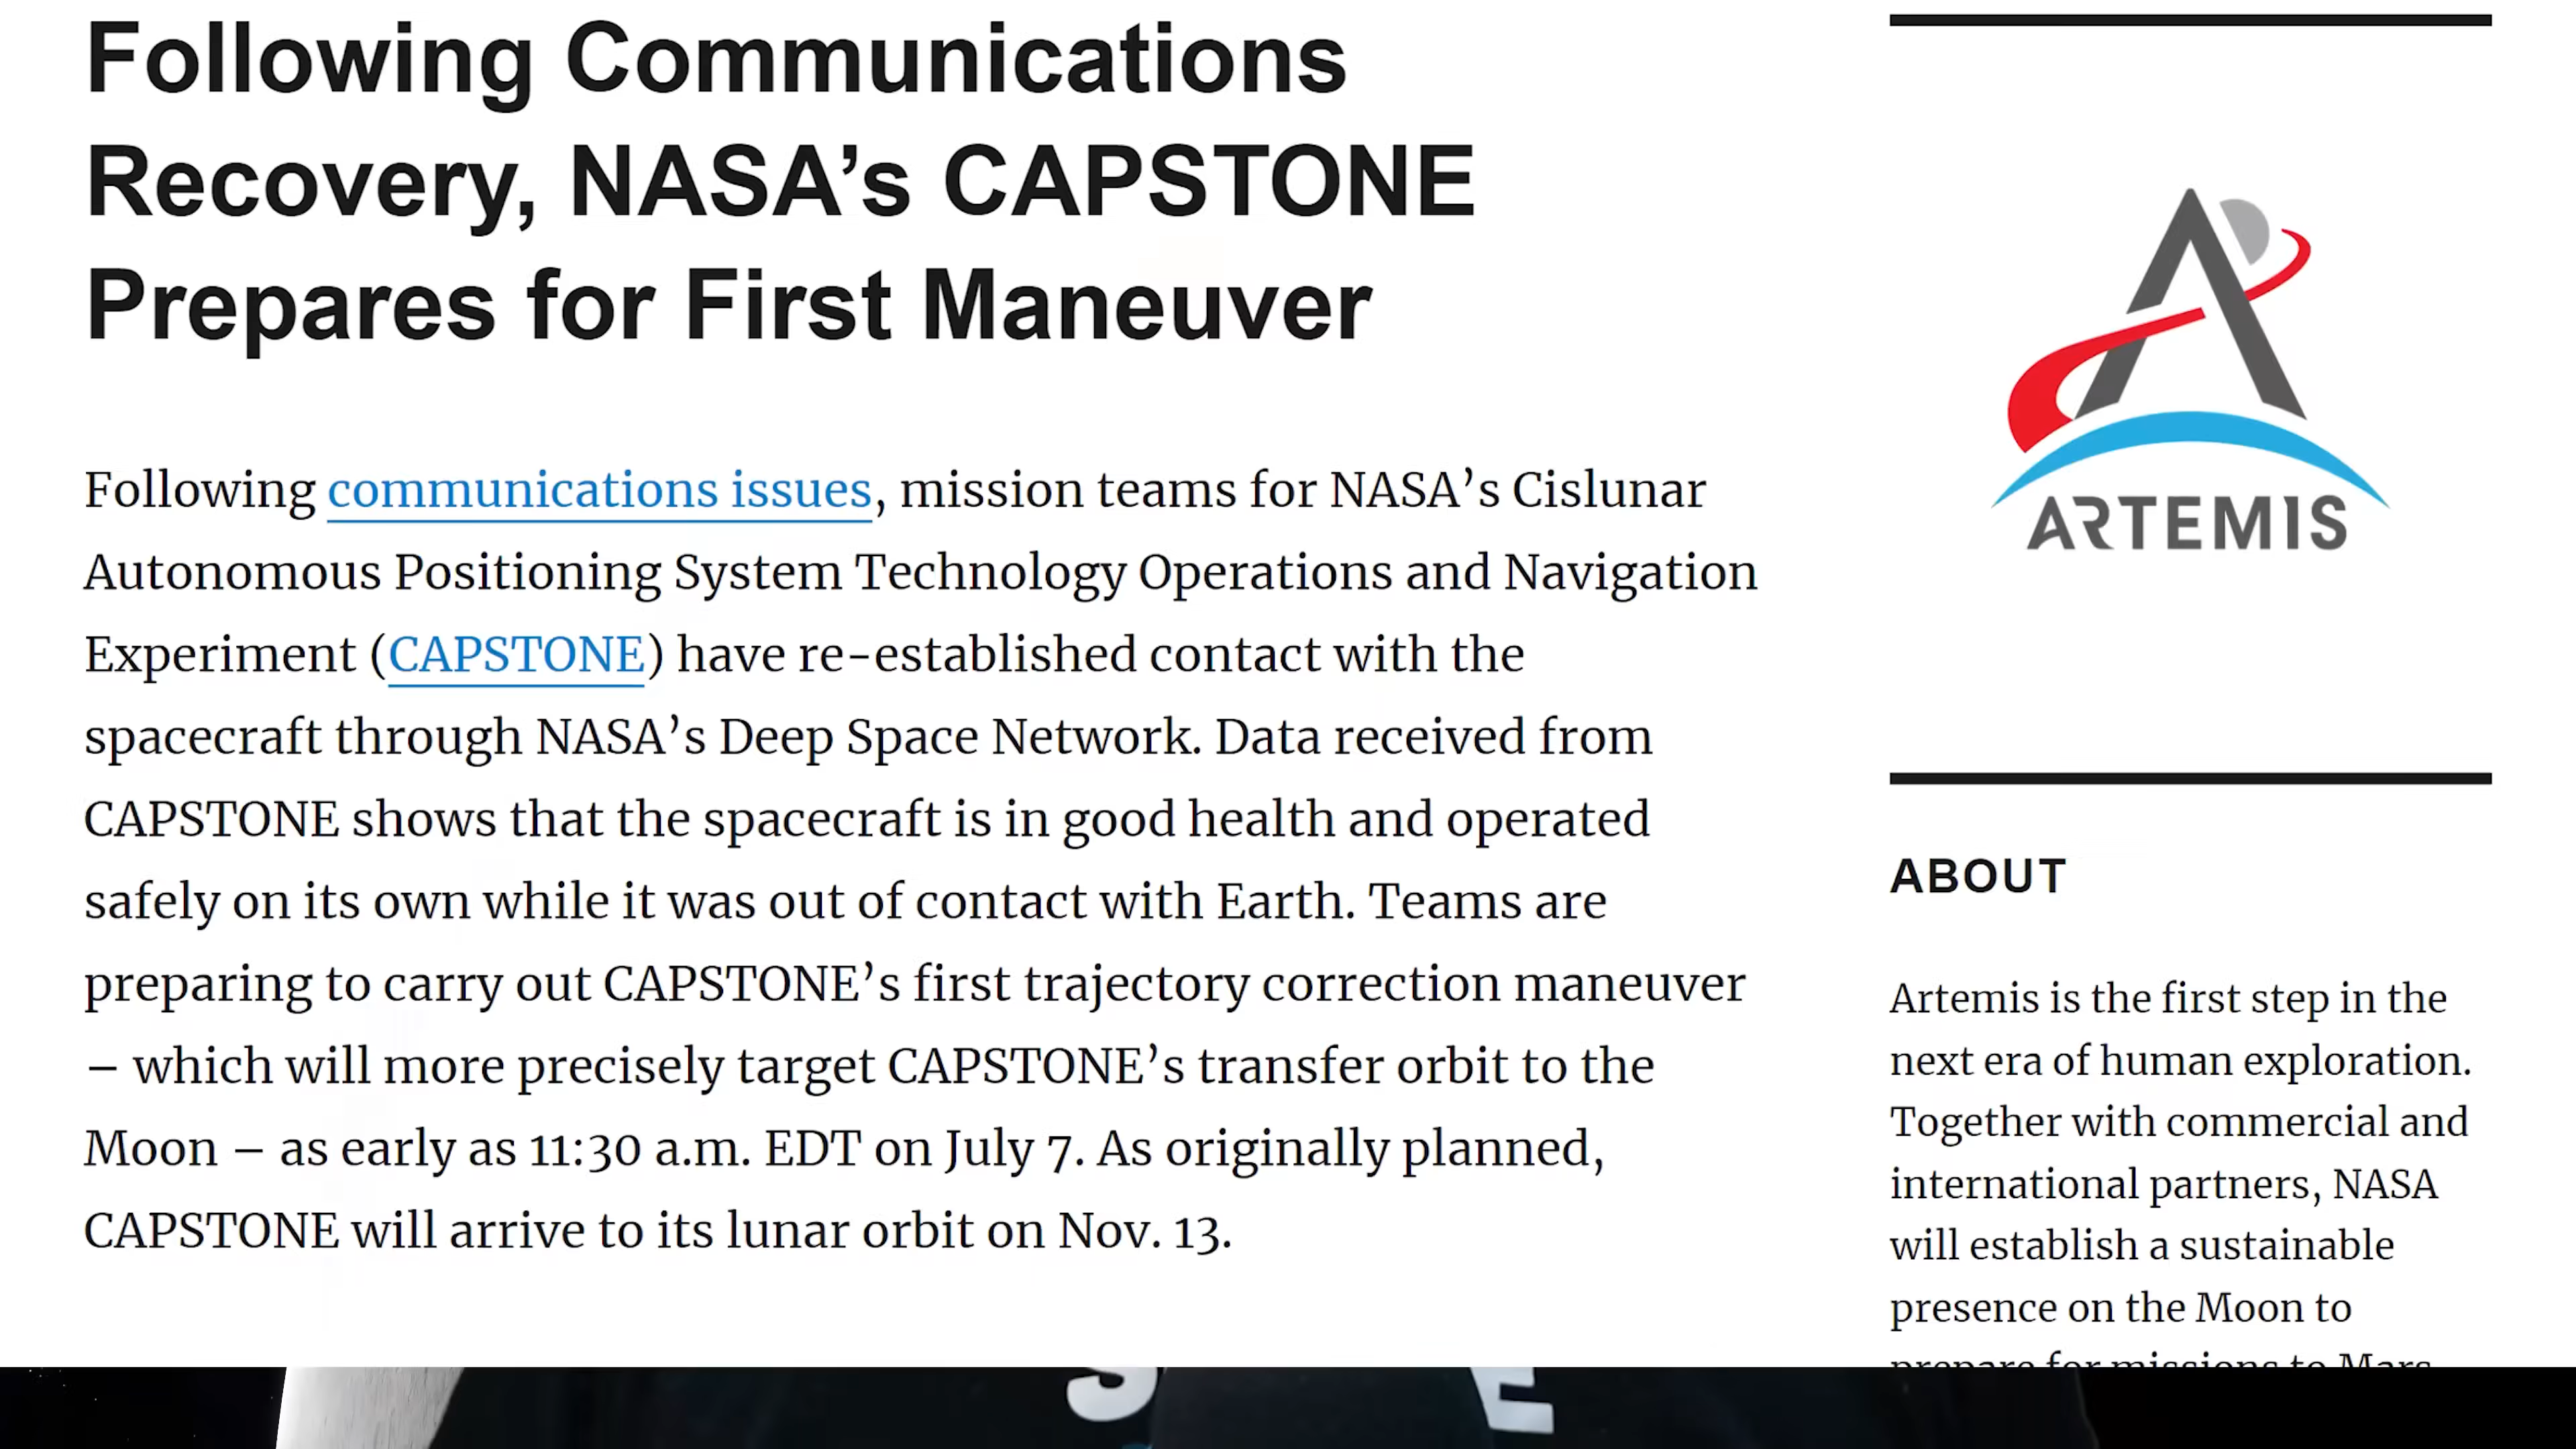 Following Communications
Recovery, NASA’s CAPSTONE
Prepares for First Maneuver
Following communications issues, mission teams for NASA’s Cislunar
Autonomous Positioning System Technology Operations and Navigation
Experiment (CAPSTONE) have re-established contact with the
spacecraft through NASA’s Deep Space Network. Data received from
CAPSTONE shows that the spacecraft is in good health and operated
safely on its own while it was out of contact with Earth. Teams are
preparing to carry out CAPSTONE’s first trajectory correction maneuver
– which will more precisely target CAPSTONE’s transfer orbit to the
Moon – as early as 11:30 a.m. EDT on July 7. As originally planned,
CAPSTONE will arrive to its lunar orbit on Nov. 13.
ARTEMIS
ABOUT
Artemis is the first step in the
next era of human exploration.
Together with commercial and
international partners, NASA
will establish a sustainable
presence on the Moon to
prepare for missions to Mars